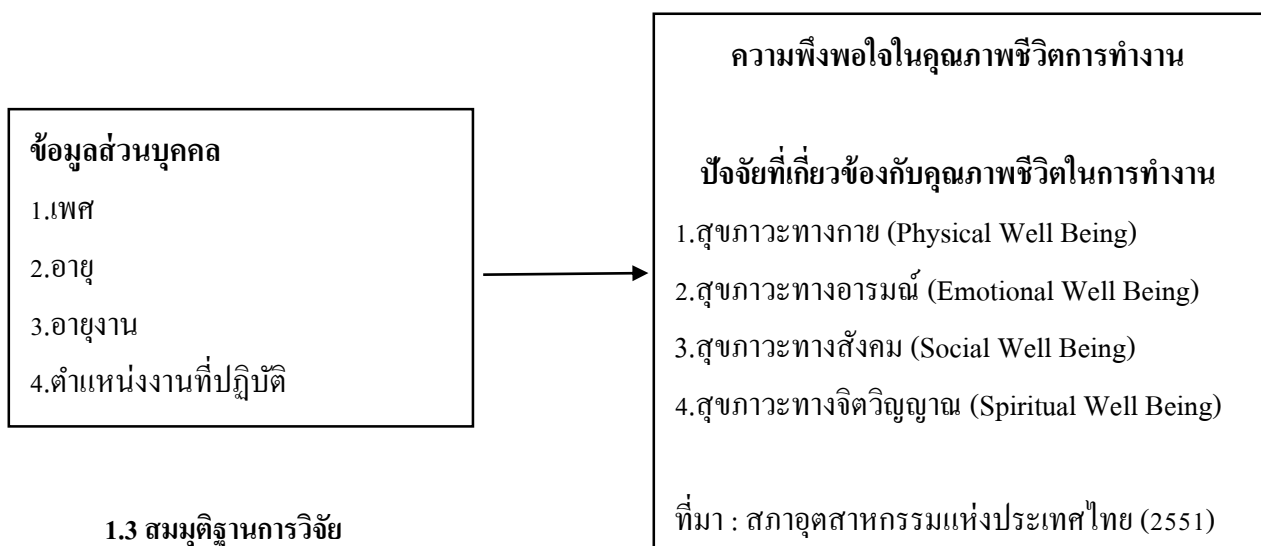 ข้อมูลส่วนบุคคล
1.เพศ
2.อายุ
3.อายุงาน
4.ตำแหน่งงานที่ปฏิบัติ
ความพึงพอใจในคุณภาพชีวิตการทำงาน
ปัจจัยที่เกี่ยวข้องกับคุณภาพชีวิตในการทำงาน
1.สุขภาวะทางกาย (Physical Well Being)
2.สุขภาวะทางอารมณ์ (Emotional Well Being)
3.สุขภาวะทางสังคม (Social Well Being)
4.สุขภาวะทางจิตวิญญาณ (Spiritual Well Being)
ที่มา : สภาอุตสาหกรรมแห่งประเทศไทย (2551)
1.3 สมมุติฐานการวิจัย